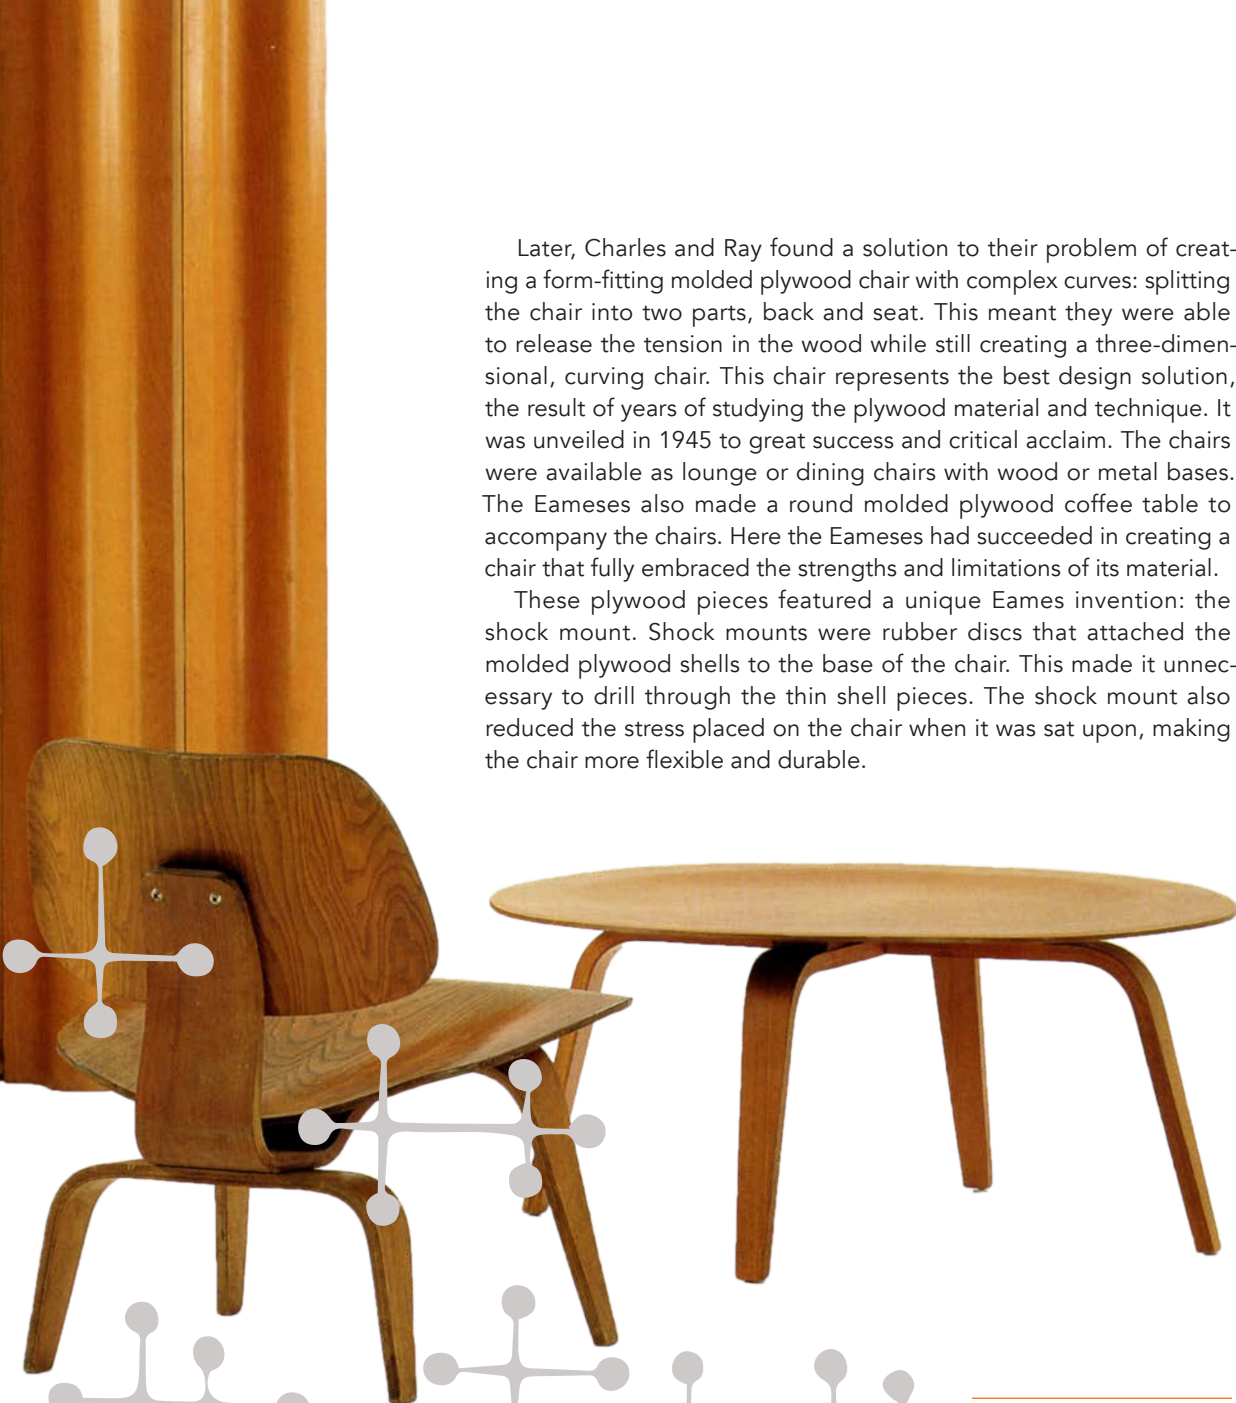 Later, Charles and Ray found a solution to their problem of creat-
ing a form-fitting molded plywood chair with complex curves: splitting
the chair into two parts, back and seat. This meant they were able
to release the tension in the wood while still creating a three-dimen-
sional, curving chair. This chair represents the best design solution,
the result of years of studying the plywood material and technique. It
was unveiled in 1945 to great success and critical acclaim. The chairs
were available as lounge or dining chairs with wood or metal bases.
The Eameses also made a round molded plywood coffee table to
accompany the chairs. Here the Eameses had succeeded in creating a
chair that fully embraced the strengths and limitations of its material.
These plywood pieces featured a unique Eames invention: the
shock mount. Shock mounts were rubber discs that attached the
molded plywood shells to the base of the chair. This made it unnec-
essary to drill through the thin shell pieces. The shock mount also
reduced the stress placed on the chair when it was sat upon, making
the chair more flexible and durable.